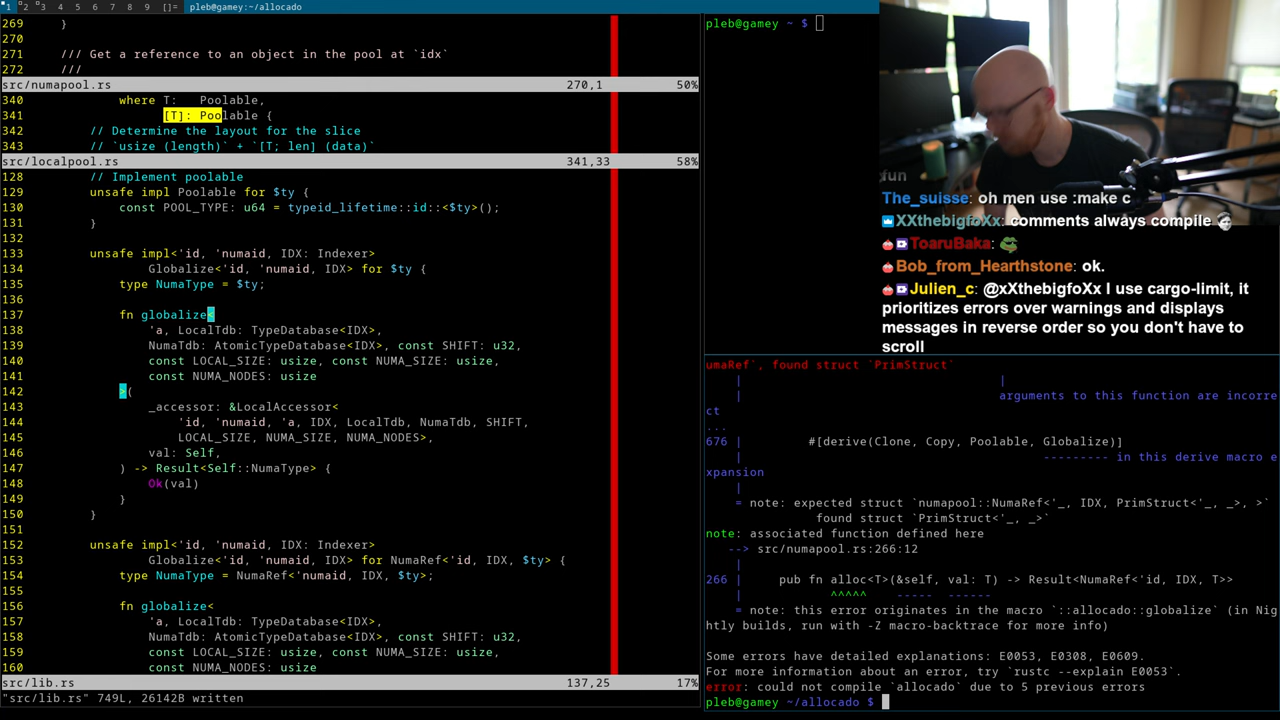 1 2 3 4 5 6 7 8 9 []= pleb@gamey:~/allocado
269 }
270
271 /// Get a reference to an object in the pool at `idx`
272 ///
src/numapool.rs 270,1 50%
340 where T: Poolable,
341 [T]: Poolable {
342 // Determine the layout for the slice
343 // `usize (length)` + `[T; len] (data)`
src/localpool.rs 341,33 58%
128 // Implement poolable
129 unsafe impl Poolable for $ty {
130 const POOL_TYPE: u64 = typeid_lifetime::id::<$ty>();
131 }
132
133 unsafe impl<'id, 'numaid, IDX: Indexer>
134 Globalize<'id, 'numaid, IDX> for $ty {
135 type NumaType = $ty;
136
137 fn globalize<
138 'a, LocalTdb: TypeDatabase<IDX>,
139 NumaTdb: AtomicTypeDatabase<IDX>, const SHIFT: u32,
140 const LOCAL_SIZE: usize, const NUMA_SIZE: usize,
141 const NUMA_NODES: usize
142 >(
143 _accessor: &LocalAccessor<
144 'id, 'numaid, 'a, IDX, LocalTdb, NumaTdb, SHIFT,
145 LOCAL_SIZE, NUMA_SIZE, NUMA_NODES>,
146 val: Self,
147 ) -> Result<Self::NumaType> {
148 Ok(val)
149 }
150 }
151
152 unsafe impl<'id, 'numaid, IDX: Indexer>
153 Globalize<'id, 'numaid, IDX> for NumaRef<'id, IDX, $ty> {
154 type NumaType = NumaRef<'numaid, IDX, $ty>;
155
156 fn globalize<
157 'a, LocalTdb: TypeDatabase<IDX>,
158 NumaTdb: AtomicTypeDatabase<IDX>, const SHIFT: u32,
159 const LOCAL_SIZE: usize, const NUMA_SIZE: usize,
160 const NUMA_NODES: usize
src/lib.rs 137,25 17%
"src/lib.rs" 749L, 26142B written
pleb@gamey ~ $
fun
The_suisse: oh men use :make c
XXthebigfoXx: comments always compile
ToaruBaka:
Bob_from_Hearthstone: ok.
Julien_c: @xXthebigfoXx I use cargo-limit, it
prioritizes errors over warnings and displays
messages in reverse order so you don't have to
scroll
umaRef`, found struct `PrimStruct`
| |
| arguments to this function are incorre
ct
...
676 | #[derive(Clone, Copy, Poolable, Globalize)]
| --------- in this derive macro e
xpansion
|
= note: expected struct `numapool::NumaRef<'_, IDX, PrimStruct<'_, _>, >`
found struct `PrimStruct<'_, _>`
note: associated function defined here
--> src/numapool.rs:266:12
|
266 | pub fn alloc<T>(&self, val: T) -> Result<NumaRef<'id, IDX, T>>
| ^^^^^ ----- ------
= note: this error originates in the macro `::allocado::globalize` (in Nig
htly builds, run with -Z macro-backtrace for more info)
Some errors have detailed explanations: E0053, E0308, E0609.
For more information about an error, try `rustc --explain E0053`.
error: could not compile `allocado` due to 5 previous errors
pleb@gamey ~/allocado $